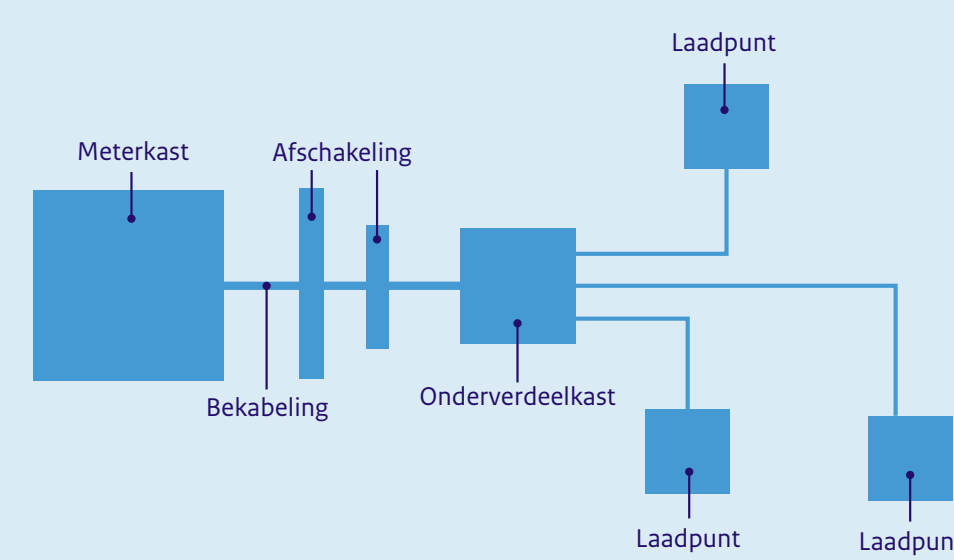 Laadpunt
Meterkast
Afschakeling
Bekabeling
Onderverdeelkast
Laadpunt
Laadpun